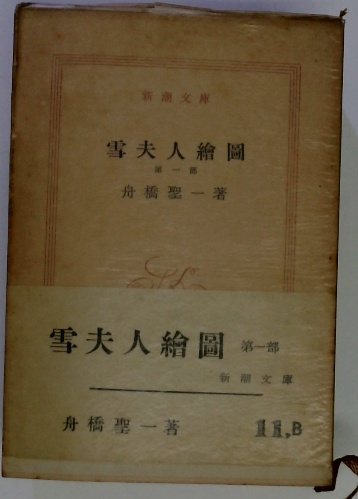 新潮文庫
雪夫人繪圖
第一部
舟橋聖一著
雪夫人繪圖 第一部
新潮文庫
舟橋聖一著 11,B